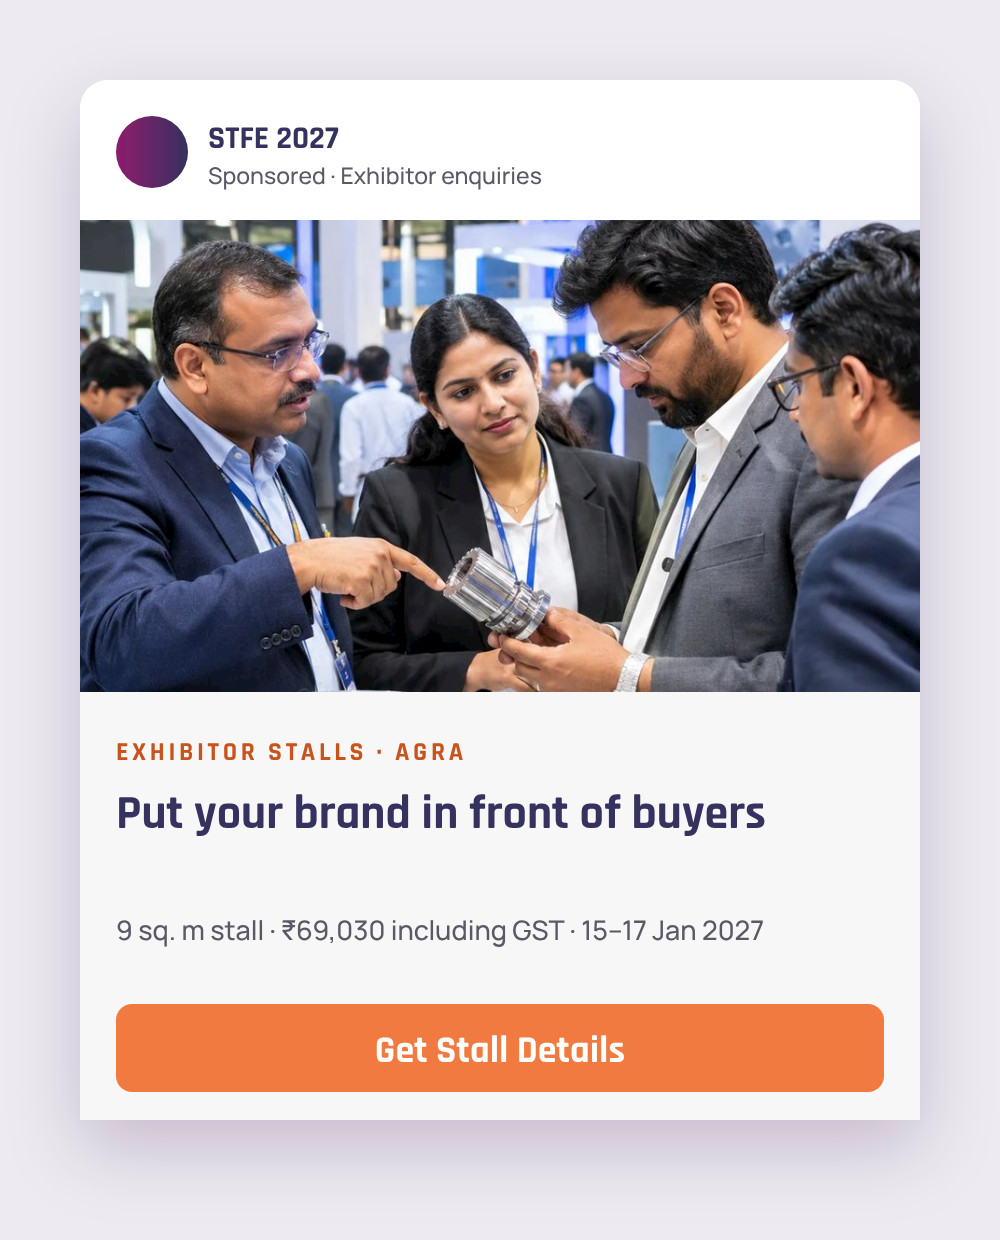 STFE 2027
Sponsored · Exhibitor enquiries
EXHIBITOR STALLS · AGRA
Put your brand in front of buyers
9 sq. m stall · ₹69,030 including GST · 15–17 Jan 2027
Get Stall Details